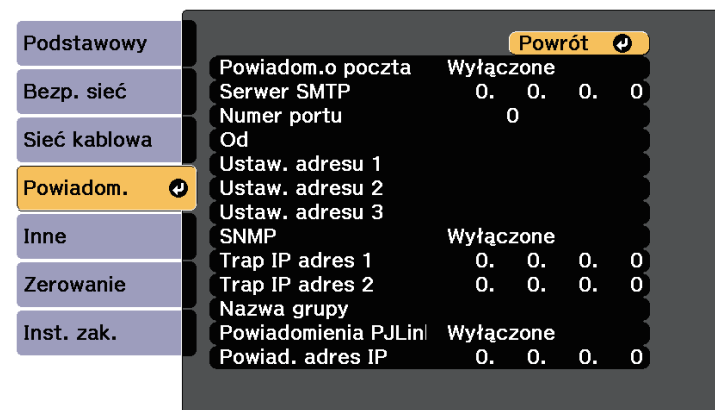 Podstawowy
Bezp. sieć
Sieć kablowa
Powiadom.
Inne
Zerowanie
Inst. zak.
Powrót
Powiadom.o poczta Wyłączone
Serwer SMTP 0. 0. 0. 0
Numer portu 0
Od
Ustaw. adresu 1
Ustaw. adresu 2
Ustaw. adresu 3
SNMP Wyłączone
Trap IP adres 1 0. 0. 0. 0
Trap IP adres 2 0. 0. 0. 0
Nazwa grupy
Powiadomienia PJLin Wyłączone
Powiad. adres IP 0. 0. 0. 0